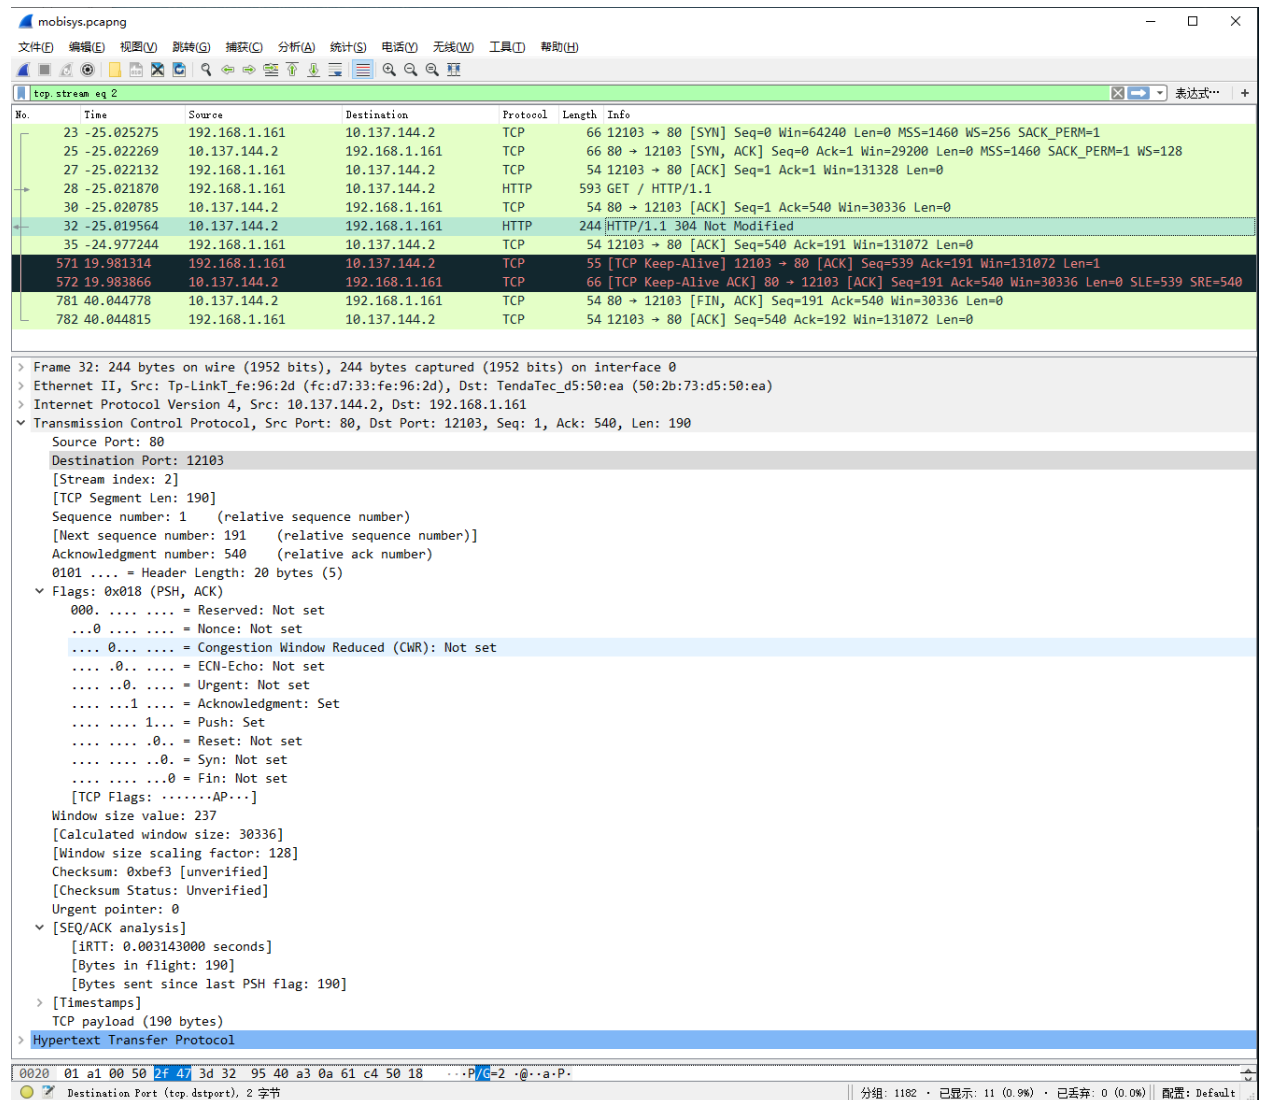 mobisys.pcapng
文件(F) 编辑(E) 视图(V) 跳转(G) 捕获(C) 分析(A) 统计(S) 电话(Y) 无线(W) 工具(T) 帮助(H)
tcp.stream eq 2 表达式… +
No. Time Source Destination Protocol Length Info
23 -25.025275 192.168.1.161 10.137.144.2 TCP 66 12103 → 80 [SYN] Seq=0 Win=64240 Len=0 MSS=1460 WS=256 SACK_PERM=1
25 -25.022269 10.137.144.2 192.168.1.161 TCP 66 80 → 12103 [SYN, ACK] Seq=0 Ack=1 Win=29200 Len=0 MSS=1460 SACK_PERM=1 WS=128
27 -25.022132 192.168.1.161 10.137.144.2 TCP 54 12103 → 80 [ACK] Seq=1 Ack=1 Win=131328 Len=0
28 -25.021870 192.168.1.161 10.137.144.2 HTTP 593 GET / HTTP/1.1
30 -25.020785 10.137.144.2 192.168.1.161 TCP 54 80 → 12103 [ACK] Seq=1 Ack=540 Win=30336 Len=0
32 -25.019564 10.137.144.2 192.168.1.161 HTTP 244 HTTP/1.1 304 Not Modified
35 -24.977244 192.168.1.161 10.137.144.2 TCP 54 12103 → 80 [ACK] Seq=540 Ack=191 Win=131072 Len=0
571 19.981314 192.168.1.161 10.137.144.2 TCP 55 [TCP Keep-Alive] 12103 → 80 [ACK] Seq=539 Ack=191 Win=131072 Len=1
572 19.983866 10.137.144.2 192.168.1.161 TCP 66 [TCP Keep-Alive ACK] 80 → 12103 [ACK] Seq=191 Ack=540 Win=30336 Len=0 SLE=539 SRE=540
781 40.044778 10.137.144.2 192.168.1.161 TCP 54 80 → 12103 [FIN, ACK] Seq=191 Ack=540 Win=30336 Len=0
782 40.044815 192.168.1.161 10.137.144.2 TCP 54 12103 → 80 [ACK] Seq=540 Ack=192 Win=131072 Len=0
Frame 32: 244 bytes on wire (1952 bits), 244 bytes captured (1952 bits) on interface 0
Ethernet II, Src: Tp-LinkT_fe:96:2d (fc:d7:33:fe:96:2d), Dst: TendaTec_d5:50:ea (50:2b:73:d5:50:ea)
Internet Protocol Version 4, Src: 10.137.144.2, Dst: 192.168.1.161
Transmission Control Protocol, Src Port: 80, Dst Port: 12103, Seq: 1, Ack: 540, Len: 190
Source Port: 80
Destination Port: 12103
[Stream index: 2]
[TCP Segment Len: 190]
Sequence number: 1 (relative sequence number)
[Next sequence number: 191 (relative sequence number)]
Acknowledgment number: 540 (relative ack number)
0101 .... = Header Length: 20 bytes (5)
Flags: 0x018 (PSH, ACK)
000. .... .... = Reserved: Not set
...0 .... .... = Nonce: Not set
.... 0... .... = Congestion Window Reduced (CWR): Not set
.... .0.. .... = ECN-Echo: Not set
.... ..0. .... = Urgent: Not set
.... ...1 .... = Acknowledgment: Set
.... .... 1... = Push: Set
.... .... .0.. = Reset: Not set
.... .... ..0. = Syn: Not set
.... .... ...0 = Fin: Not set
[TCP Flags: ·······AP···]
Window size value: 237
[Calculated window size: 30336]
[Window size scaling factor: 128]
Checksum: 0xbef3 [unverified]
[Checksum Status: Unverified]
Urgent pointer: 0
[SEQ/ACK analysis]
[iRTT: 0.003143000 seconds]
[Bytes in flight: 190]
[Bytes sent since last PSH flag: 190]
[Timestamps]
TCP payload (190 bytes)
Hypertext Transfer Protocol
0020 01 a1 00 50 2f 47 3d 32 95 40 a3 0a 61 c4 50 18 ···P/G=2 ·@··a·P·
Destination Port (tcp.dstport), 2 字节 分组: 1182 · 已显示: 11 (0.9%) · 已丢弃: 0 (0.0%) 配置: Default